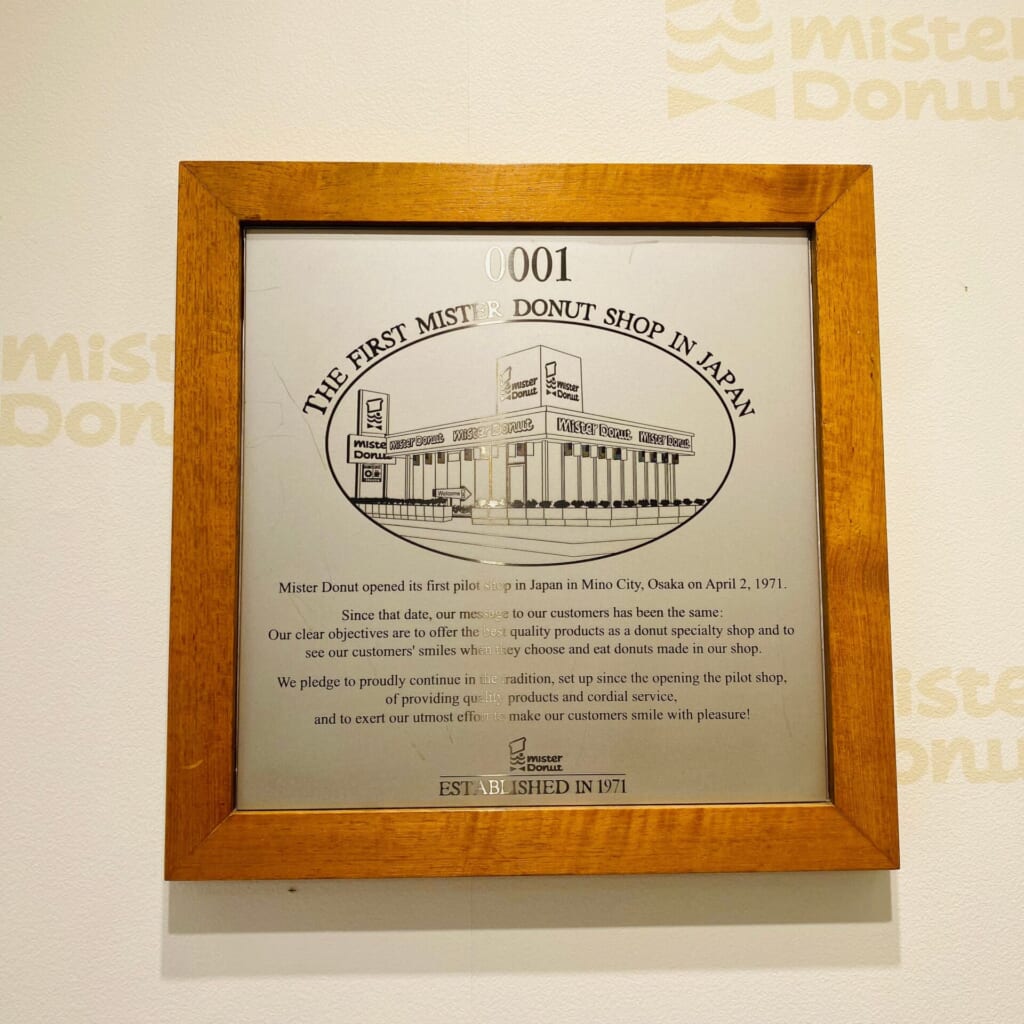 mister
Donut
0001
THE FIRST MISTER DONUT SHOP IN JAPAN
mister
Donut
mister
Donut
Mister Donut
Mister Donut
Mister Donut
Mister Donut
Miste
Donut
Welcome
Mister Donut opened its first pilot shop in Japan in Mino City, Osaka on April 2, 1971.
Since that date, our message to our customers has been the same:
Our clear objectives are to offer the best quality products as a donut specialty shop and to
see our customers' smiles when they choose and eat donuts made in our shop.
We pledge to proudly continue in the tradition, set up since the opening the pilot shop,
of providing quality products and cordial service,
and to exert our utmost effort to make our customers smile with pleasure!
mister
Donut
ESTABLISHED IN 1971
mist
Don
iste
onu